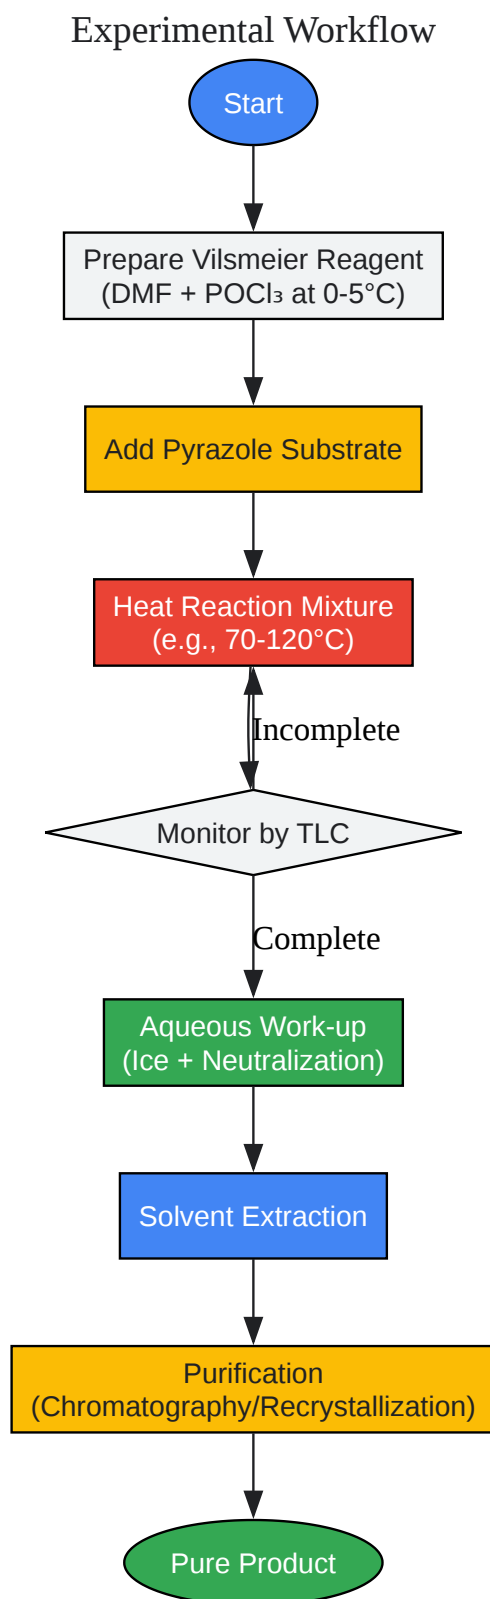 Experimental Workflow
Start
Prepare Vilsmeier Reagent
(DMF + POCl₃ at 0-5°C)
Add Pyrazole Substrate
Heat Reaction Mixture
(e.g., 70-120°C)
Incomplete
Monitor by TLC
Complete
Aqueous Work-up
(Ice + Neutralization)
Solvent Extraction
Purification
(Chromatography/Recrystallization)
Pure Product